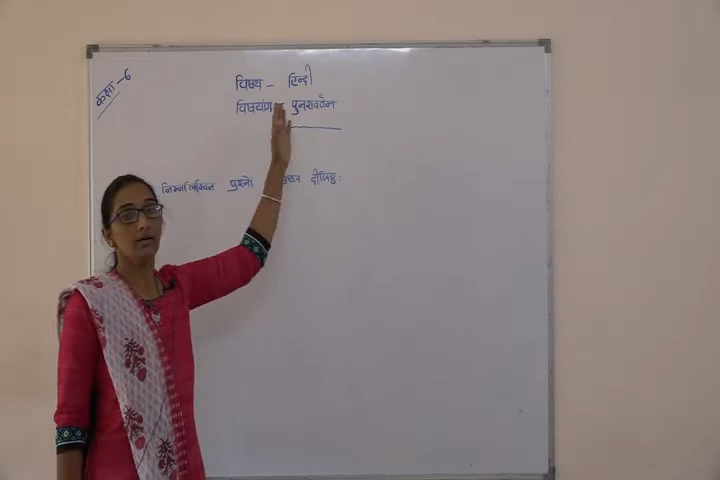 कक्षा -6
विषय - हिन्दी
विषयांग - पुनरावर्तन
निम्नलिखित प्रश्नों उत्तर दीजिए: